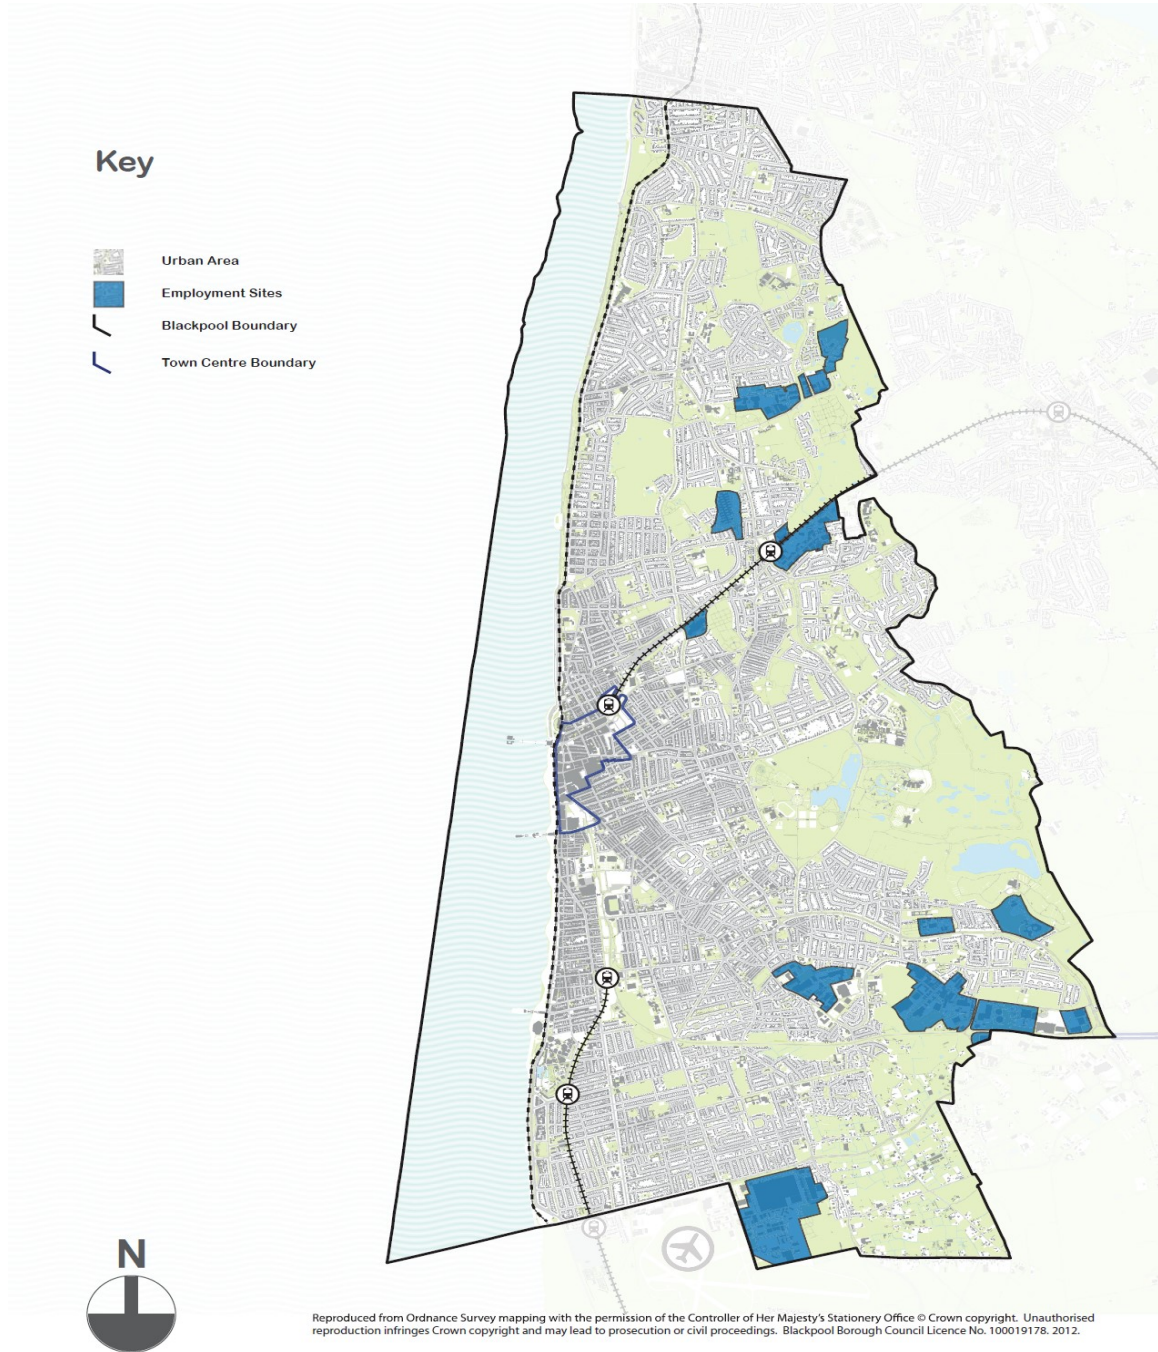 Key
Urban Area
Employment Sites
Blackpool Boundary
Town Centre Boundary
N
Reproduced from Ordnance Survey mapping with the permission of the Controller of Her Majesty's Stationery Office © Crown copyright.  Unauthorised
reproduction infringes Crown copyright and may lead to prosecution or civil proceedings.  Blackpool Borough Council Licence No. 100019178. 2012.